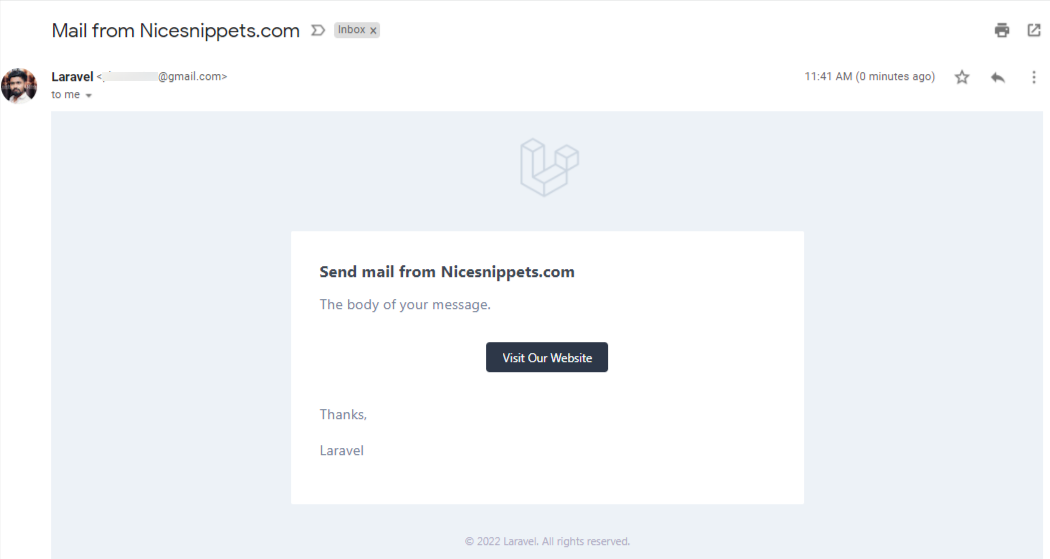 Mail from Nicesnippets.com Inbox x
Laravel < @gmail.com> 11:41 AM (0 minutes ago)
to me
Send mail from Nicesnippets.com
The body of your message.
Visit Our Website
Thanks,
Laravel
© 2022 Laravel. All rights reserved.